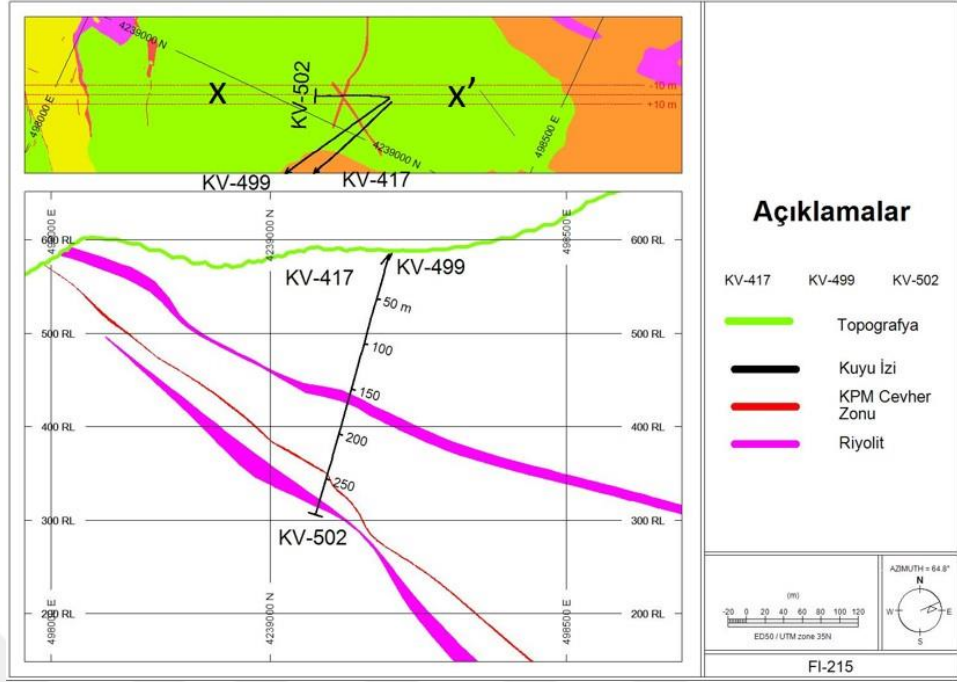 4239000 N
KV-502
X
X'
-10 m
+10 m
498000 E
498500 E
4239000 N
KV-499
KV-417
498000 E
4239000 N
498500 E
600 RL
600 RL
KV-417
KV-499
50 m
500 RL
500 RL
100
150
400 RL
400 RL
200
250
300 RL
300 RL
KV-502
200 RL
200 RL
498000 E
4239000 N
498500 E
Açıklamalar
KV-417 KV-499 KV-502
Topografya
Kuyu İzi
KPM Cevher
Zonu
Riyolit
(m)
-20 0 20 40 60 80 100 120
ED50 / UTM zone 35N
AZIMUTH = 64.8°
N
W
E
S
FI-215